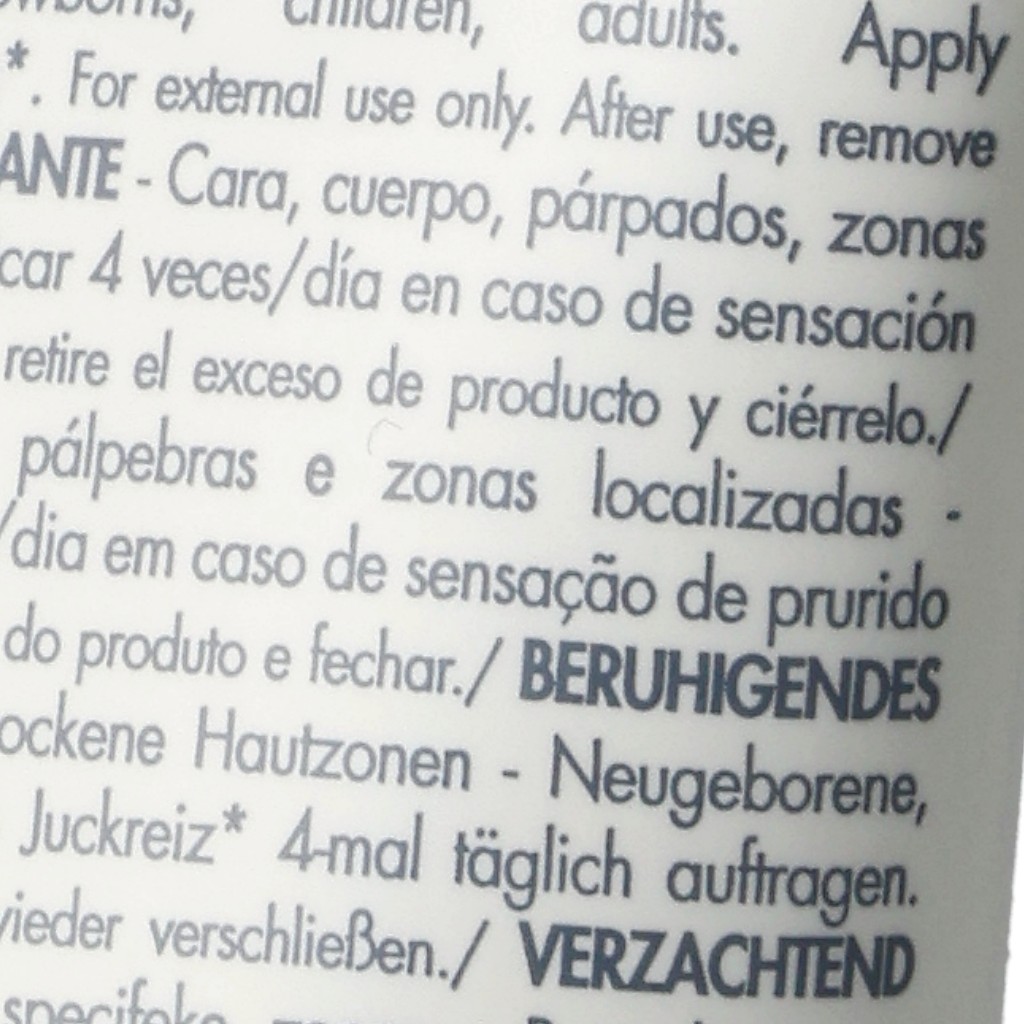 children, adults. Apply
*. For external use only. After use, remove
ANTE - Cara, cuerpo, párpados, zonas
car 4 veces/día en caso de sensación
retire el exceso de producto y ciérrelo./
pálpebras e zonas localizadas -
/dia em caso de sensação de prurido
do produto e fechar./ BERUHIGENDES
ockene Hautzonen - Neugeborene,
Juckreiz* 4-mal täglich auftragen.
ieder verschließen./ VERZACHTEND